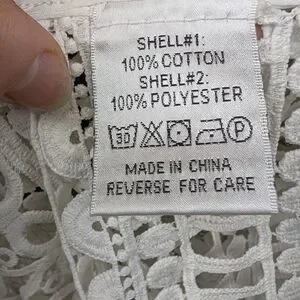 SHELL#1:
100% COTTON
SHELL#2:
100% POLYESTER
30 P
MADE IN CHINA
REVERSE FOR CARE